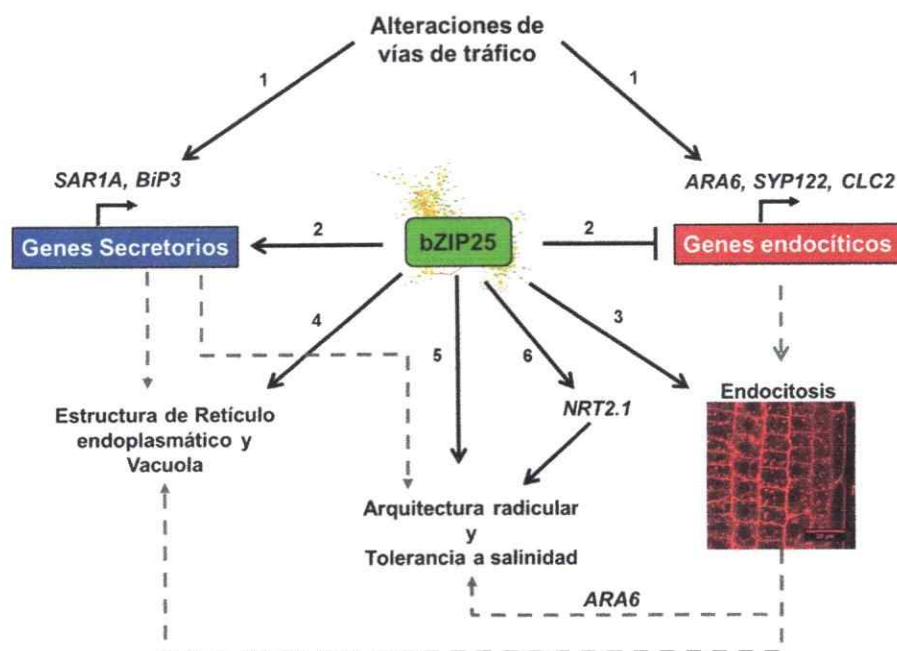 Alteraciones de
vías de tráfico
1
1
SAR1A, BiP3
ARA6, SYP122, CLC2
Genes Secretorios
2
bZIP25
2
Genes endocíticos
4
5
6
3
Estructura de Retículo
endoplasmático y
Vacuola
NRT2.1
Endocitosis
Arquitectura radicular
y
Tolerancia a salinidad
ARA6